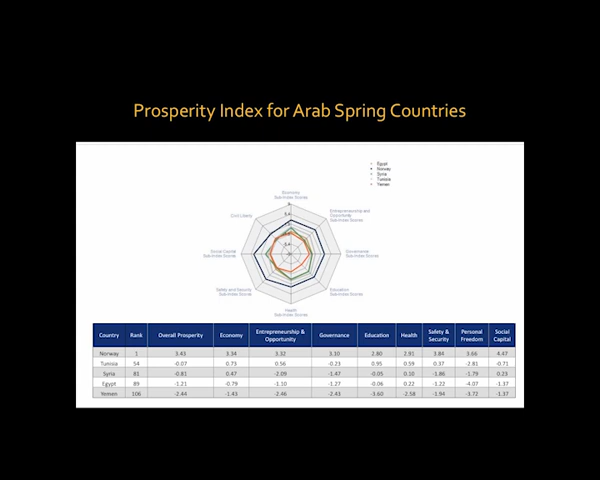 Prosperity Index for Arab Spring Countries
Egypt
Norway
Syria
Tunisia
Yemen
Economy
Sub-Index Scores
Civil Liberty
Entrepreneurship and
Opportunity
Sub-Index Scores
Social Capital
Sub-Index Scores
Governance
Sub-Index Scores
Safety and Security
Sub-Index Scores
Education
Sub-Index Scores
Health
Sub-Index Scores
Country Rank Overall Prosperity Economy Entrepreneurship & Opportunity Governance Education Health Safety & Security Personal Freedom Social Capital
Norway 1 3.43 3.34 3.32 3.10 2.80 2.91 3.84 3.66 4.47
Tunisia 54 -0.07 0.73 0.56 -0.23 0.95 0.59 0.37 -2.81 -0.71
Syria 81 -0.81 0.47 -2.09 -1.47 -0.05 0.10 -1.86 -1.79 0.23
Egypt 89 -1.21 -0.79 -1.10 -1.27 -0.06 0.22 -1.22 -4.07 -1.37
Yemen 106 -2.44 -1.43 -2.46 -2.43 -3.60 -2.58 -1.94 -3.72 -1.37